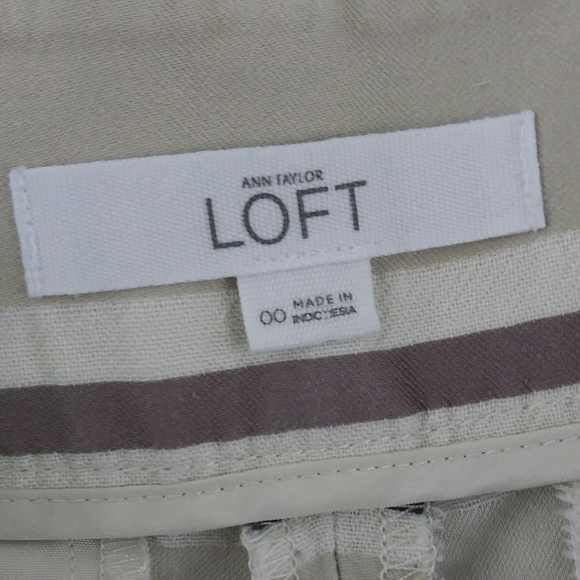 ANN TAYLOR
LOFT
00 MADE IN
INDONESIA